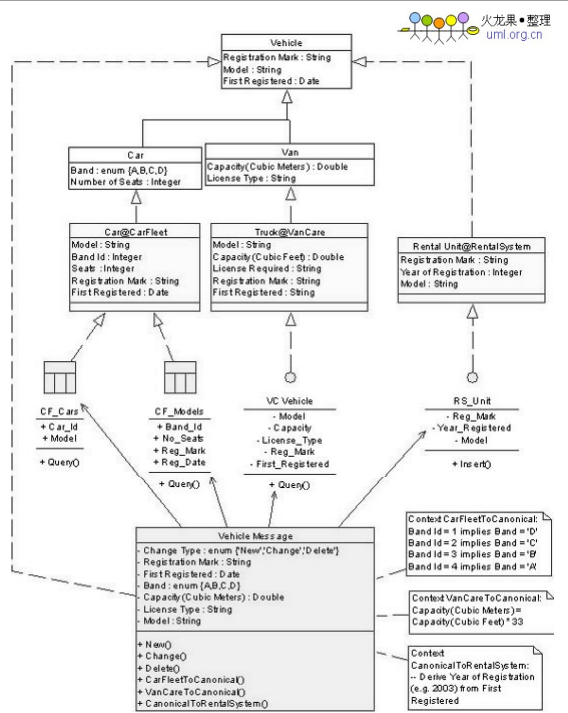 火龙果●整理
uml.org.cn
Vehicle
Registration Mark : String
Model : String
First Registered : Date
Car
Band : enum {A,B,C,D}
Number of Seats : Integer
Van
Capacity(Cubic Meters) : Double
License Type : String
Car@CarFleet
Model : String
Band Id : Integer
Seats : Integer
Registration Mark : String
First Registered : Date
Truck@VanCare
Model : String
Capacity(Cubic Feet) : Double
License Required : String
Registration Mark : String
First Registered : String
Rental Unit@RentalSystem
Registration Mark : String
Year of Registration : Integer
Model : String
CF_Cars
+ Car_Id
+ Model
+ Query()
CF_Models
+ Band_Id
+ No_Seats
+ Reg_Mark
+ Reg_Date
+ Query()
VC Vehicle
- Model
- Capacity
- License_Type
- Reg_Mark
- First_Registered
+ Query()
RS_Unit
- Reg_Mark
- Year_Registered
- Model
+ Insert()
Vehicle Message
- Change Type : enum {'New','Change','Delete'}
- Registration Mark : String
- First Registered : Date
- Band : enum {A,B,C,D}
- Capacity(Cubic Meters) : Double
- License Type : String
- Model : String
+ New()
+ Change()
+ Delete()
+ CarFleetToCanonical()
+ VanCareToCanonical()
+ CanonicalToRentalSystem()
Context CarFleetToCanonical:
Band Id = 1 implies Band = 'D'
Band Id = 2 implies Band = 'C'
Band Id = 3 implies Band = 'B'
Band Id = 4 implies Band = 'A'
Context VanCareToCanonical:
Capacity(Cubic Meters)=
Capacity(Cubic Feet) * 33
Context
CanonicalToRentalSystem:
-- Derive Year of Registration
(e.g. 2003) from First
Registered